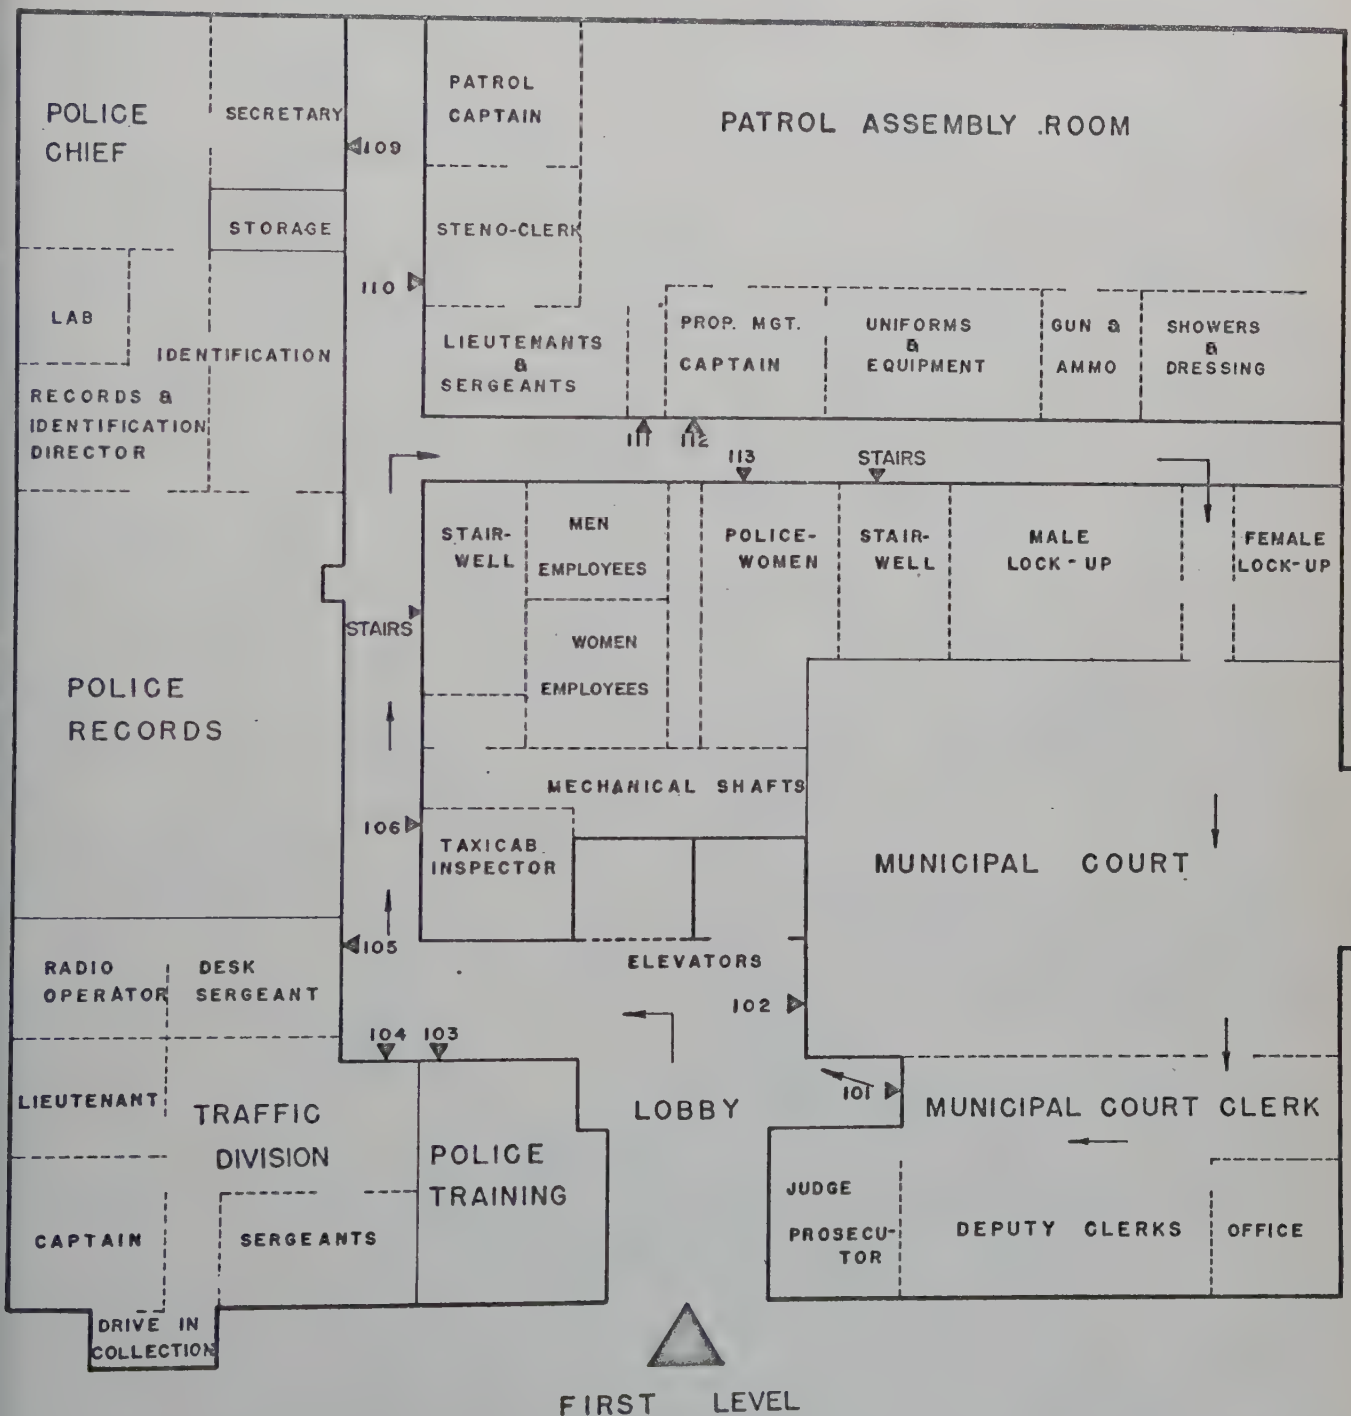 POLICE
CHIEF
SECRETARY
109
STORAGE
PATROL
CAPTAIN
PATROL ASSEMBLY .ROOM
STENO-CLERK
110
LAB
IDENTIFICATION
RECORDS &
IDENTIFICATION
DIRECTOR
LIEUTENANTS
&
SERGEANTS
PROP. MGT.
CAPTAIN
UNIFORMS
&
EQUIPMENT
GUN &
AMMO
SHOWERS
&
DRESSING
111
112
113
STAIRS
STAIR-
WELL
MEN
EMPLOYEES
WOMEN
EMPLOYEES
POLICE-
WOMEN
STAIR-
WELL
MALE
LOCK-UP
FEMALE
LOCK-UP
STAIRS
POLICE
RECORDS
MECHANICAL SHAFTS
106
TAXICAB
INSPECTOR
MUNICIPAL COURT
105
RADIO
OPERATOR
DESK
SERGEANT
ELEVATORS
102
104
103
LIEUTENANT
TRAFFIC
DIVISION
POLICE
TRAINING
LOBBY
101
MUNICIPAL COURT CLERK
CAPTAIN
SERGEANTS
JUDGE
PROSECU-
TOR
DEPUTY CLERKS
OFFICE
DRIVE IN
COLLECTION
FIRST LEVEL